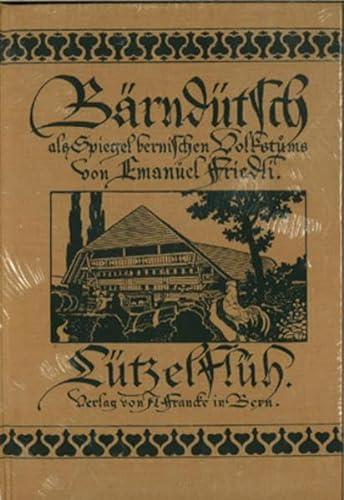 Bärndütsch
als Spiegel bernischen Volkstums
von Emanuel Friedli.
Lützelflüh.
Verlag von A. Francke in Bern.